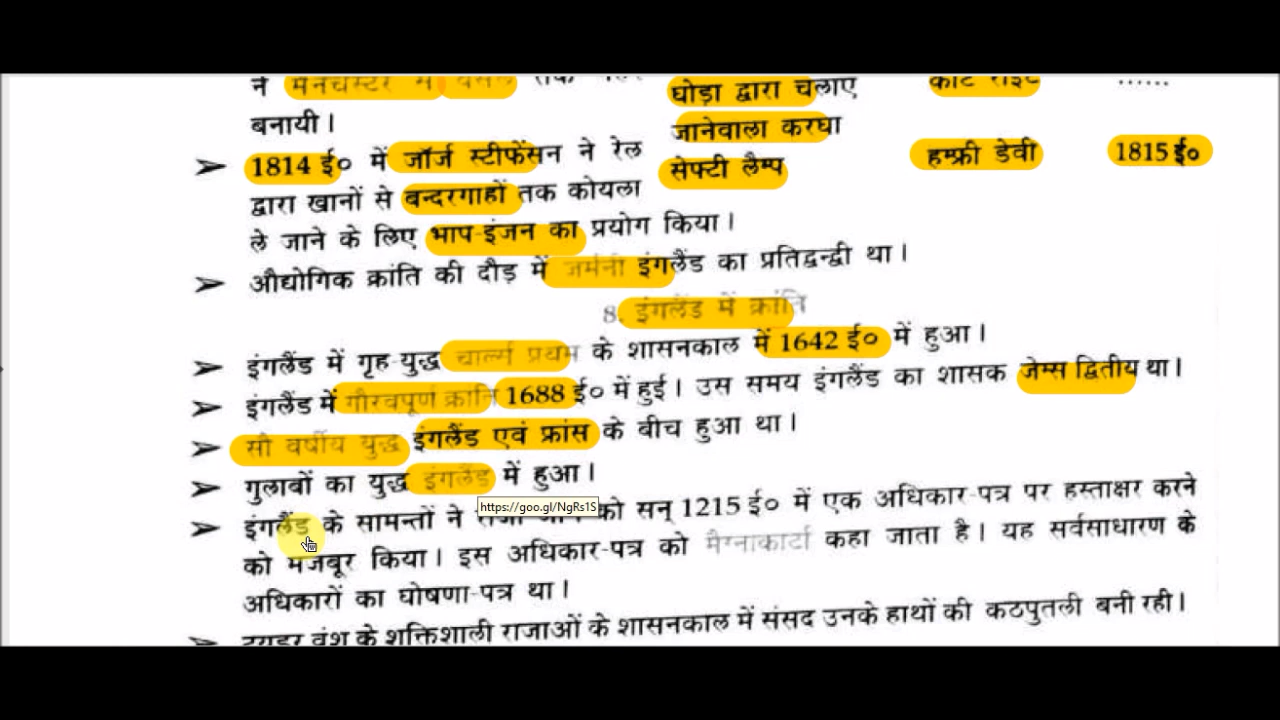 ने मैनचेस्टर में
बनायी।
➢ 1814 ई० में जॉर्ज स्टीफेंसन ने रेल
द्वारा खानों से बन्दरगाहों तक कोयला
ले जाने के लिए भाप-इंजन का प्रयोग किया।
घोड़ा द्वारा चलाए
जानेवाला करघा
कार्ट राइट ......
सेफ्टी लैम्प हम्फ्री डेवी 1815 ई०
➢ औद्योगिक क्रांति की दौड़ में जर्मनी इंगलैंड का प्रतिद्वन्द्वी था।
8. इंगलैंड में क्रांति
➢ इंगलैंड में गृह-युद्ध चार्ल्स प्रथम के शासनकाल में 1642 ई० में हुआ।
➢ इंगलैंड में गौरवपूर्ण क्रांति 1688 ई० में हुई। उस समय इंगलैंड का शासक जेम्स द्वितीय था।
➢ सौ वर्षीय युद्ध इंगलैंड एवं फ्रांस के बीच हुआ था।
➢ गुलाबों का युद्ध इंगलैंड में हुआ।
https://goo.gl/NgRs1S
➢ इंगलैंड के सामन्तों ने को सन् 1215 ई० में एक अधिकार-पत्र पर हस्ताक्षर करने
को मजबूर किया। इस अधिकार-पत्र को मैग्नाकार्टा कहा जाता है। यह सर्वसाधारण के
अधिकारों का घोषणा-पत्र था।
➢ वंश के शक्तिशाली राजाओं के शासनकाल में संसद उनके हाथों की कठपुतली बनी रही।